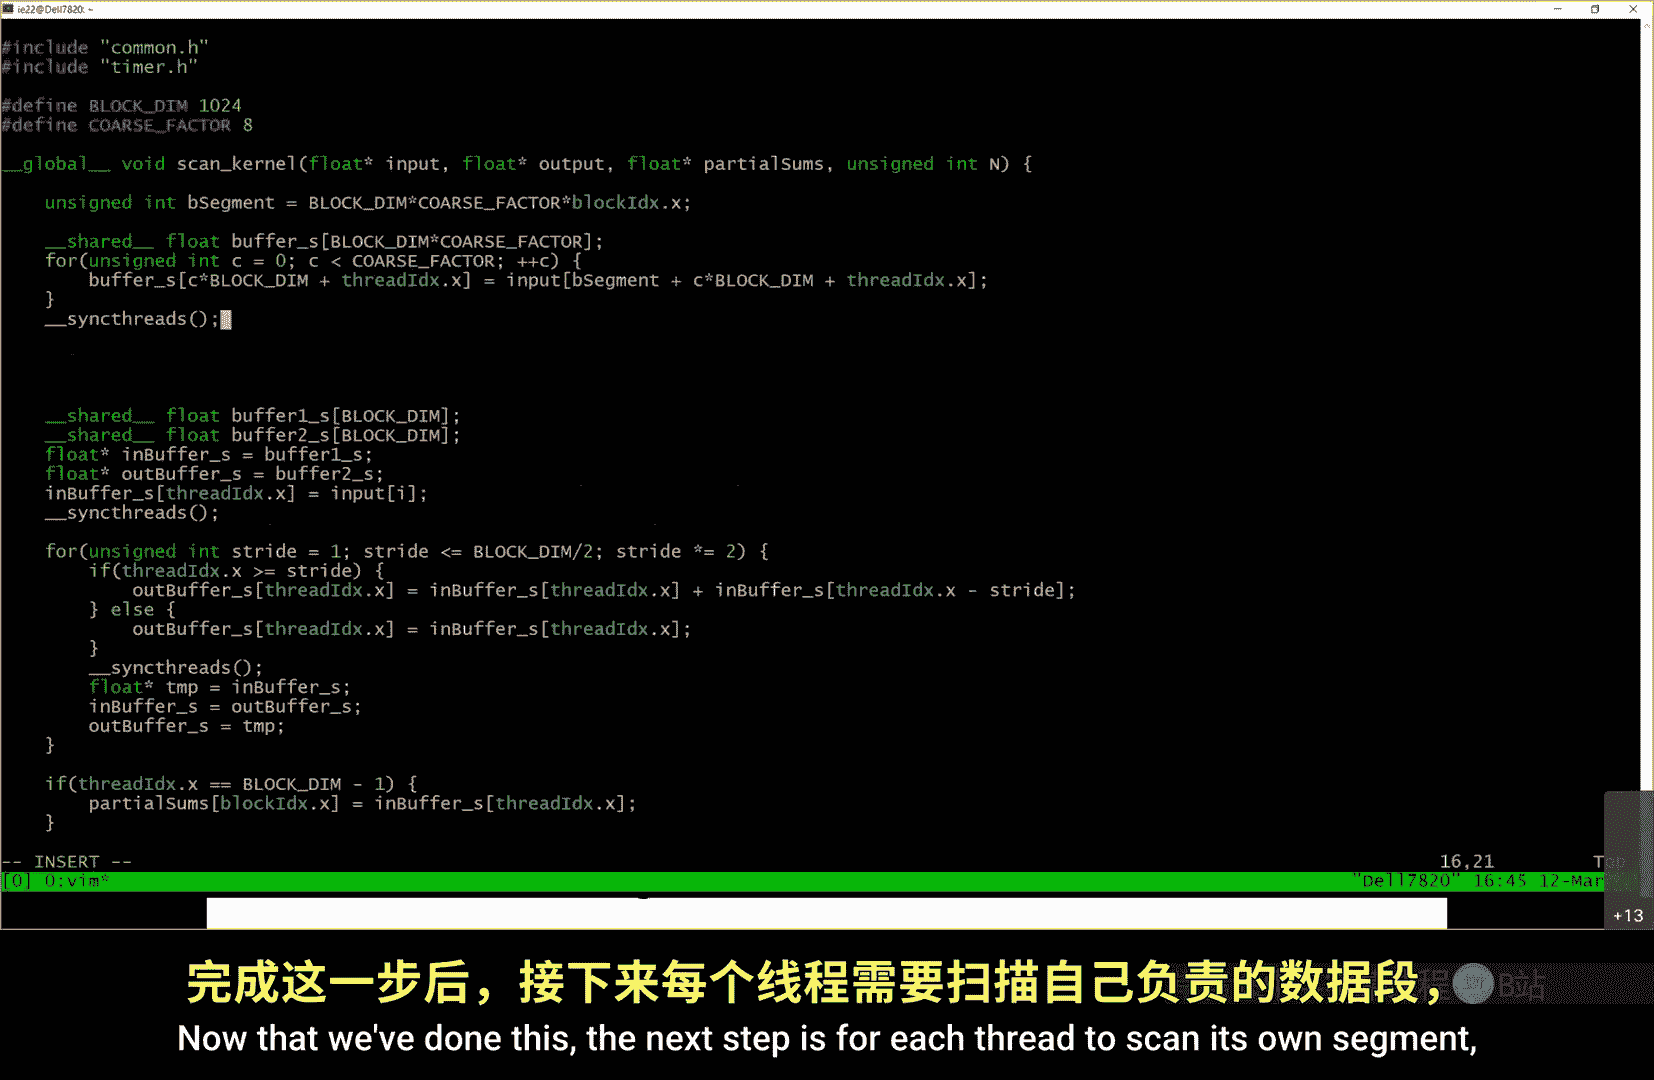 ie22@Dell7820: ~
#include "common.h"
#include "timer.h"
#define BLOCK_DIM 1024
#define COARSE_FACTOR 8
__global__ void scan_kernel(float* input, float* output, float* partialSums, unsigned int N) {
    unsigned int bSegment = BLOCK_DIM*COARSE_FACTOR*blockIdx.x;
    __shared__ float buffer_s[BLOCK_DIM*COARSE_FACTOR];
    for(unsigned int c = 0; c < COARSE_FACTOR; ++c) {
        buffer_s[c*BLOCK_DIM + threadIdx.x] = input[bSegment + c*BLOCK_DIM + threadIdx.x];
    }
    __syncthreads();
    __shared__ float buffer1_s[BLOCK_DIM];
    __shared__ float buffer2_s[BLOCK_DIM];
    float* inBuffer_s = buffer1_s;
    float* outBuffer_s = buffer2_s;
    inBuffer_s[threadIdx.x] = input[i];
    __syncthreads();
    for(unsigned int stride = 1; stride <= BLOCK_DIM/2; stride *= 2) {
        if(threadIdx.x >= stride) {
            outBuffer_s[threadIdx.x] = inBuffer_s[threadIdx.x] + inBuffer_s[threadIdx.x - stride];
        } else {
            outBuffer_s[threadIdx.x] = inBuffer_s[threadIdx.x];
        }
        __syncthreads();
        float* tmp = inBuffer_s;
        inBuffer_s = outBuffer_s;
        outBuffer_s = tmp;
    }
    if(threadIdx.x == BLOCK_DIM - 1) {
        partialSums[blockIdx.x] = inBuffer_s[threadIdx.x];
    }
-- INSERT -- 16,21 Top
[0] 0:vim* "Dell7820" 16:45 12-Mar
+13
完成这一步后，接下来每个线程需要扫描自己负责的数据段，
B站
Now that we've done this, the next step is for each thread to scan its own segment,